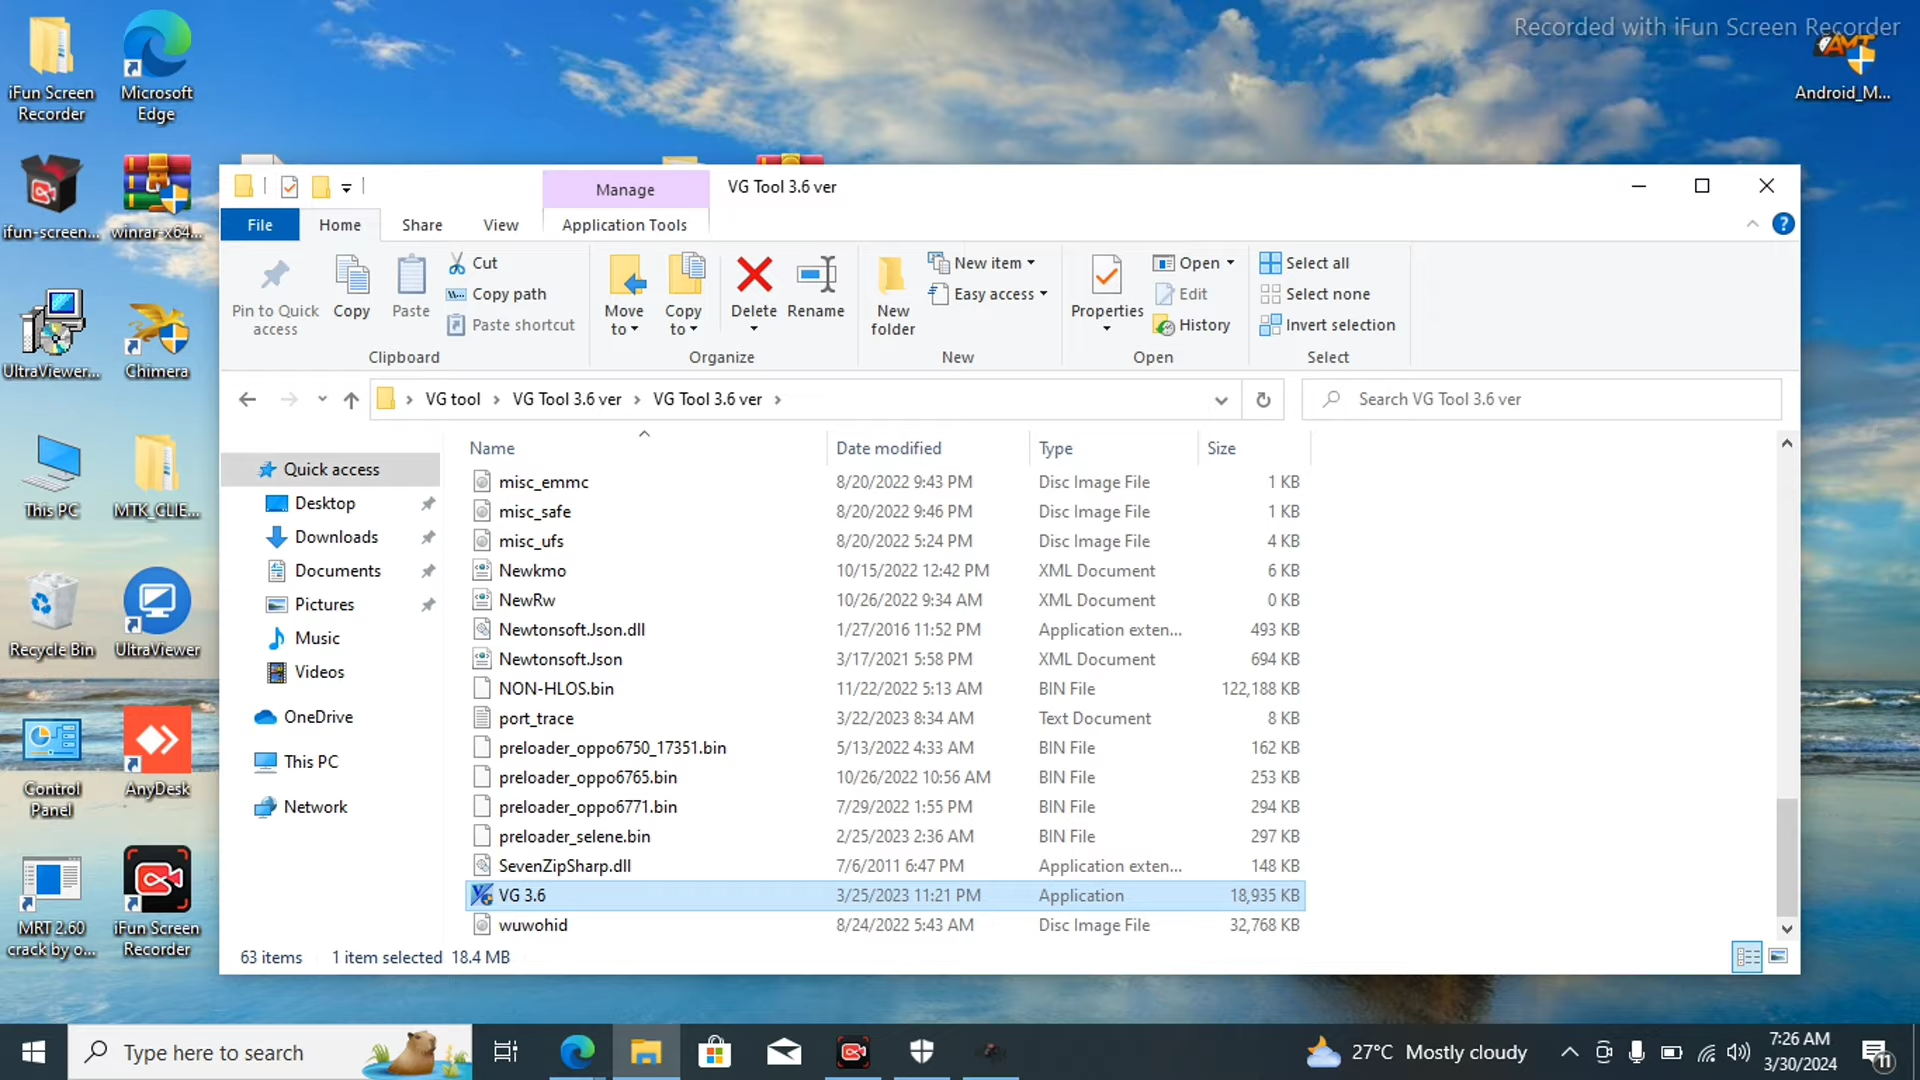 Recorded with iFun Screen Recorder
iFun Screen
Recorder
Microsoft
Edge
Android_M...
ifun-screen...
winrar-x64...
UltraViewer...
Chimera
This PC
MTK_CLIE...
Recycle Bin
UltraViewer
Control
Panel
AnyDesk
MRT 2.60
crack by o...
iFun Screen
Recorder
Manage
VG Tool 3.6 ver
File
Home
Share
View
Application Tools
Pin to Quick
access
Copy
Paste
Cut
Copy path
Paste shortcut
Clipboard
Move
to
Copy
to
Delete
Rename
Organize
New
folder
New item
Easy access
New
Properties
Open
Edit
History
Open
Select all
Select none
Invert selection
Select
VG tool > VG Tool 3.6 ver > VG Tool 3.6 ver >
Search VG Tool 3.6 ver
Quick access
Desktop
Downloads
Documents
Pictures
Music
Videos
OneDrive
This PC
Network
Name Date modified Type Size
misc_emmc 8/20/2022 9:43 PM Disc Image File 1 KB
misc_safe 8/20/2022 9:46 PM Disc Image File 1 KB
misc_ufs 8/20/2022 5:24 PM Disc Image File 4 KB
Newkmo 10/15/2022 12:42 PM XML Document 6 KB
NewRw 10/26/2022 9:34 AM XML Document 0 KB
Newtonsoft.Json.dll 1/27/2016 11:52 PM Application exten... 493 KB
Newtonsoft.Json 3/17/2021 5:58 PM XML Document 694 KB
NON-HLOS.bin 11/22/2022 5:13 AM BIN File 122,188 KB
port_trace 3/22/2023 8:34 AM Text Document 8 KB
preloader_oppo6750_17351.bin 5/13/2022 4:33 AM BIN File 162 KB
preloader_oppo6765.bin 10/26/2022 10:56 AM BIN File 253 KB
preloader_oppo6771.bin 7/29/2022 1:55 PM BIN File 294 KB
preloader_selene.bin 2/25/2023 2:36 AM BIN File 297 KB
SevenZipSharp.dll 7/6/2011 6:47 PM Application exten... 148 KB
VG 3.6 3/25/2023 11:21 PM Application 18,935 KB
wuwohid 8/24/2022 5:43 AM Disc Image File 32,768 KB
63 items 1 item selected 18.4 MB
Type here to search
27°C Mostly cloudy
7:26 AM
3/30/2024
11